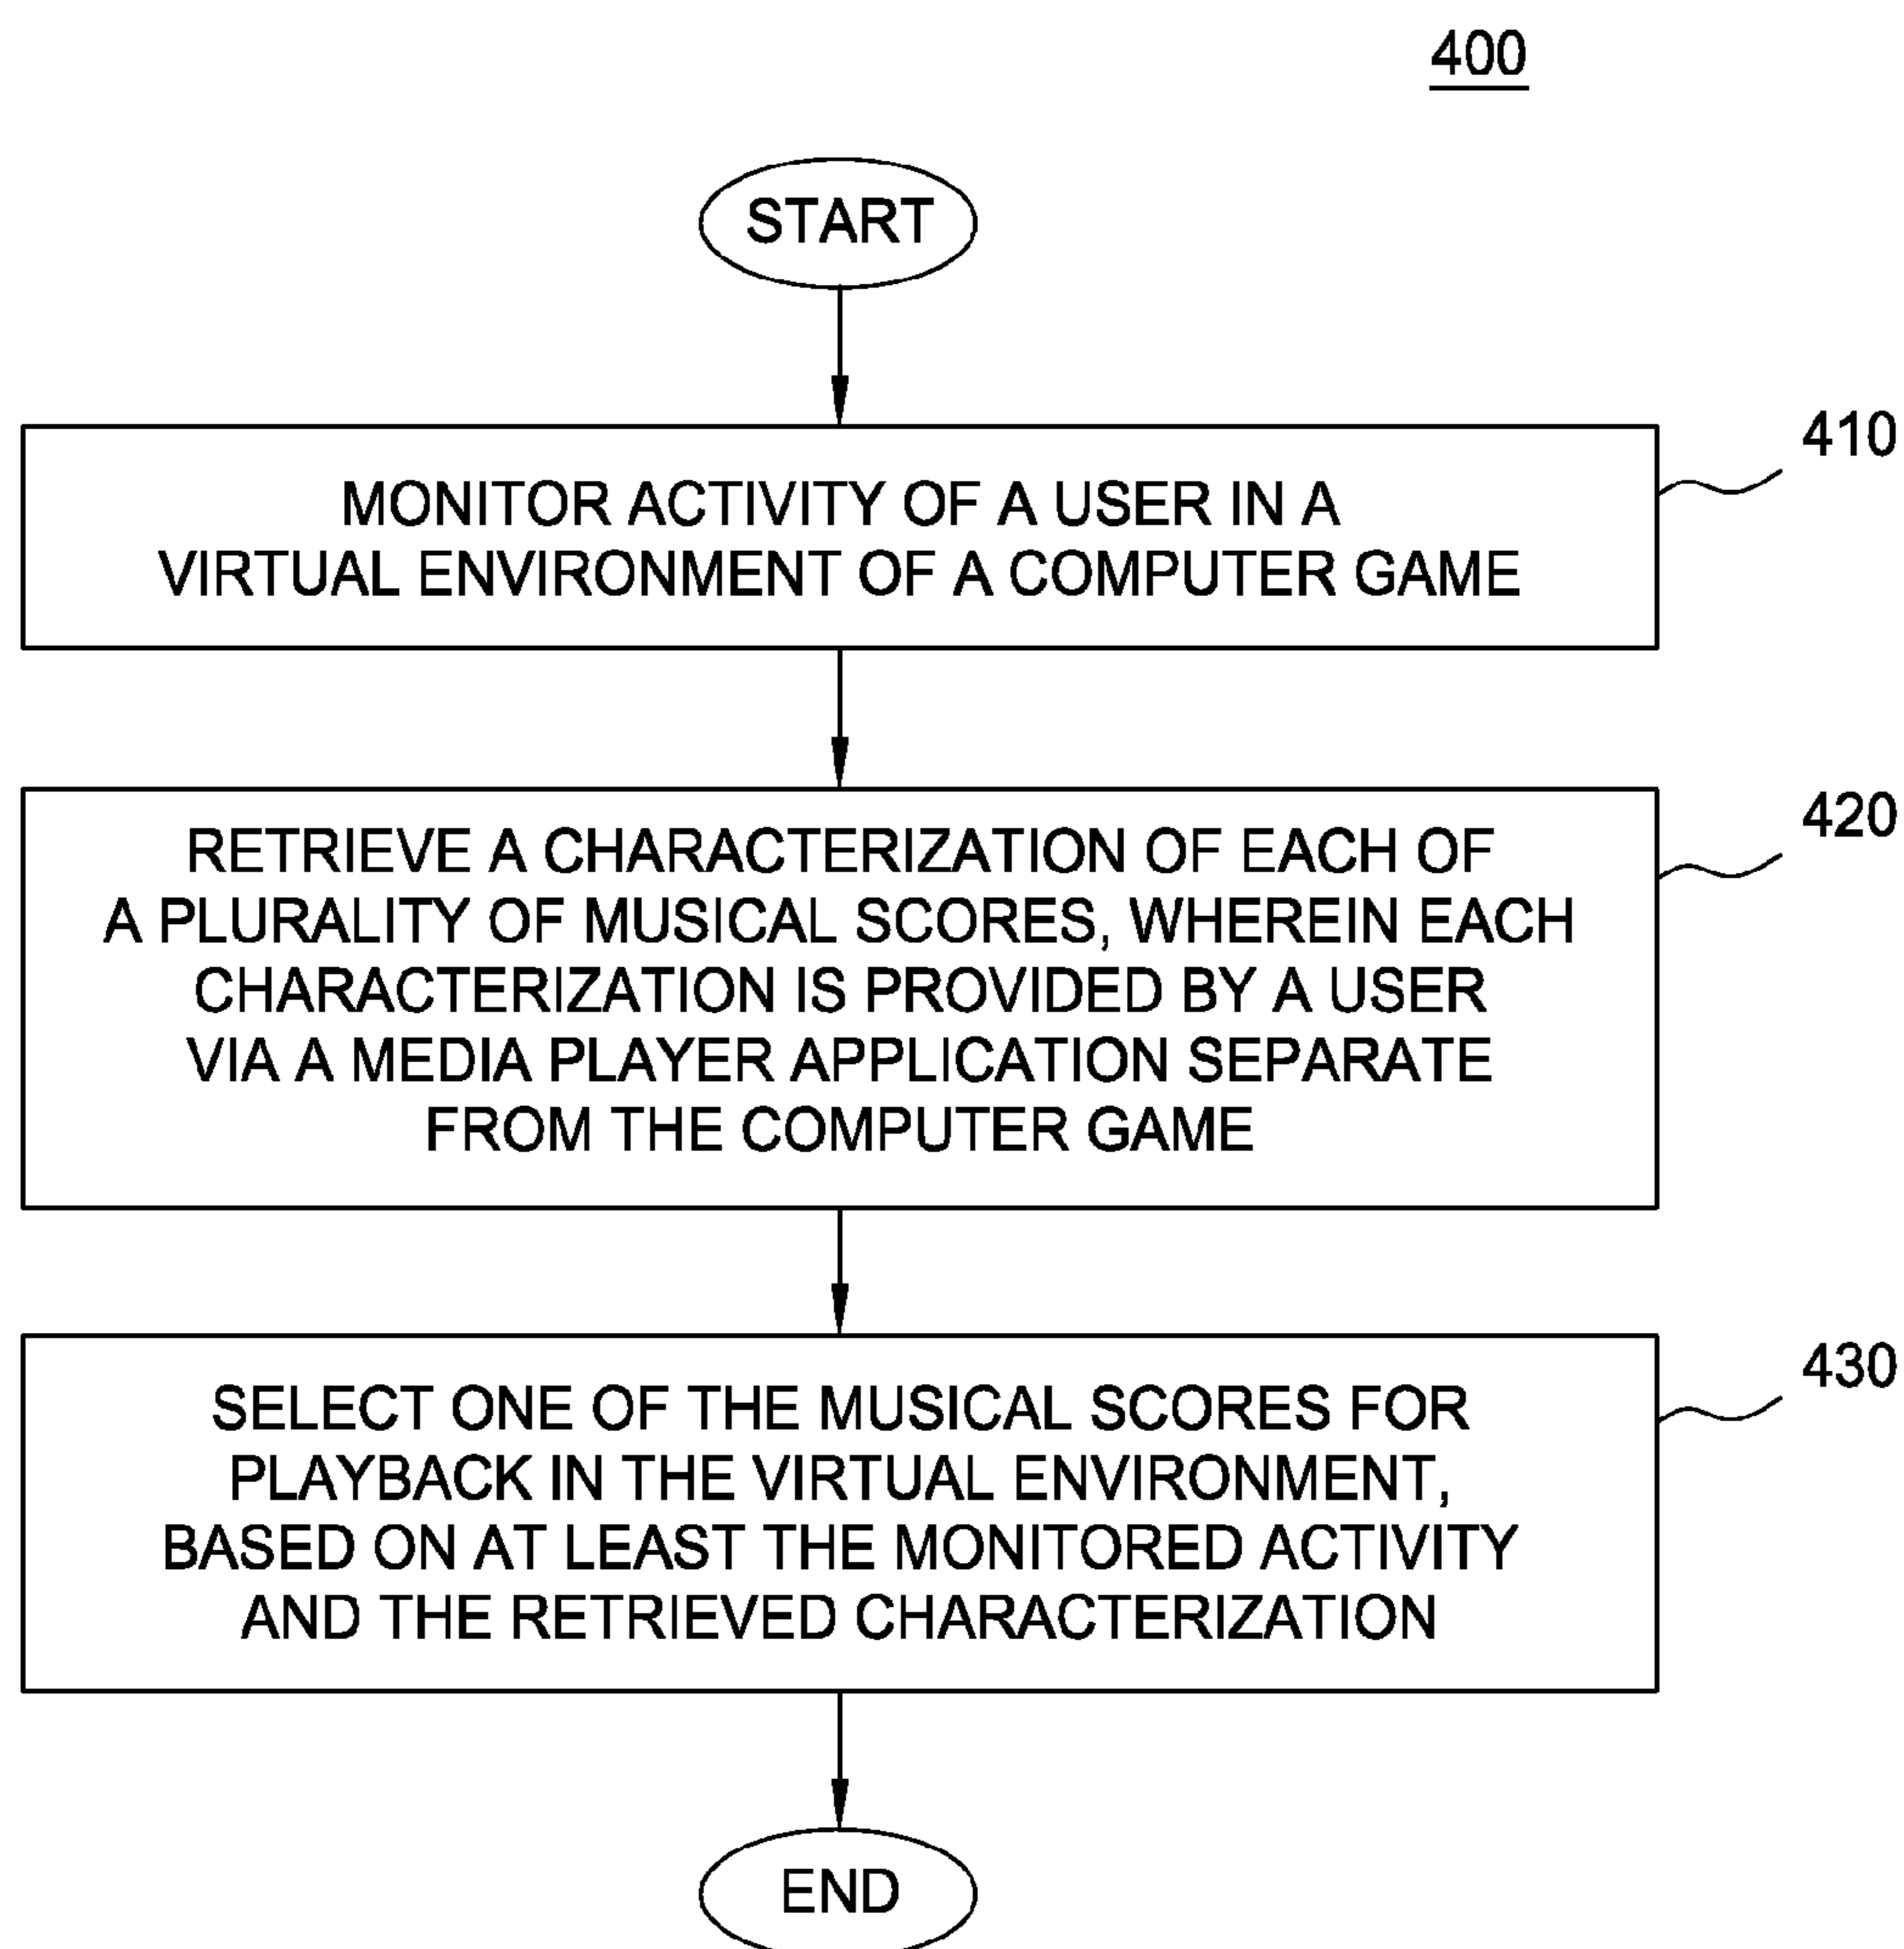 400
START
410
MONITOR ACTIVITY OF A USER IN A
VIRTUAL ENVIRONMENT OF A COMPUTER GAME
420
RETRIEVE A CHARACTERIZATION OF EACH OF
A PLURALITY OF MUSICAL SCORES, WHEREIN EACH
CHARACTERIZATION IS PROVIDED BY A USER
VIA A MEDIA PLAYER APPLICATION SEPARATE
FROM THE COMPUTER GAME
430
SELECT ONE OF THE MUSICAL SCORES FOR
PLAYBACK IN THE VIRTUAL ENVIRONMENT,
BASED ON AT LEAST THE MONITORED ACTIVITY
AND THE RETRIEVED CHARACTERIZATION
END